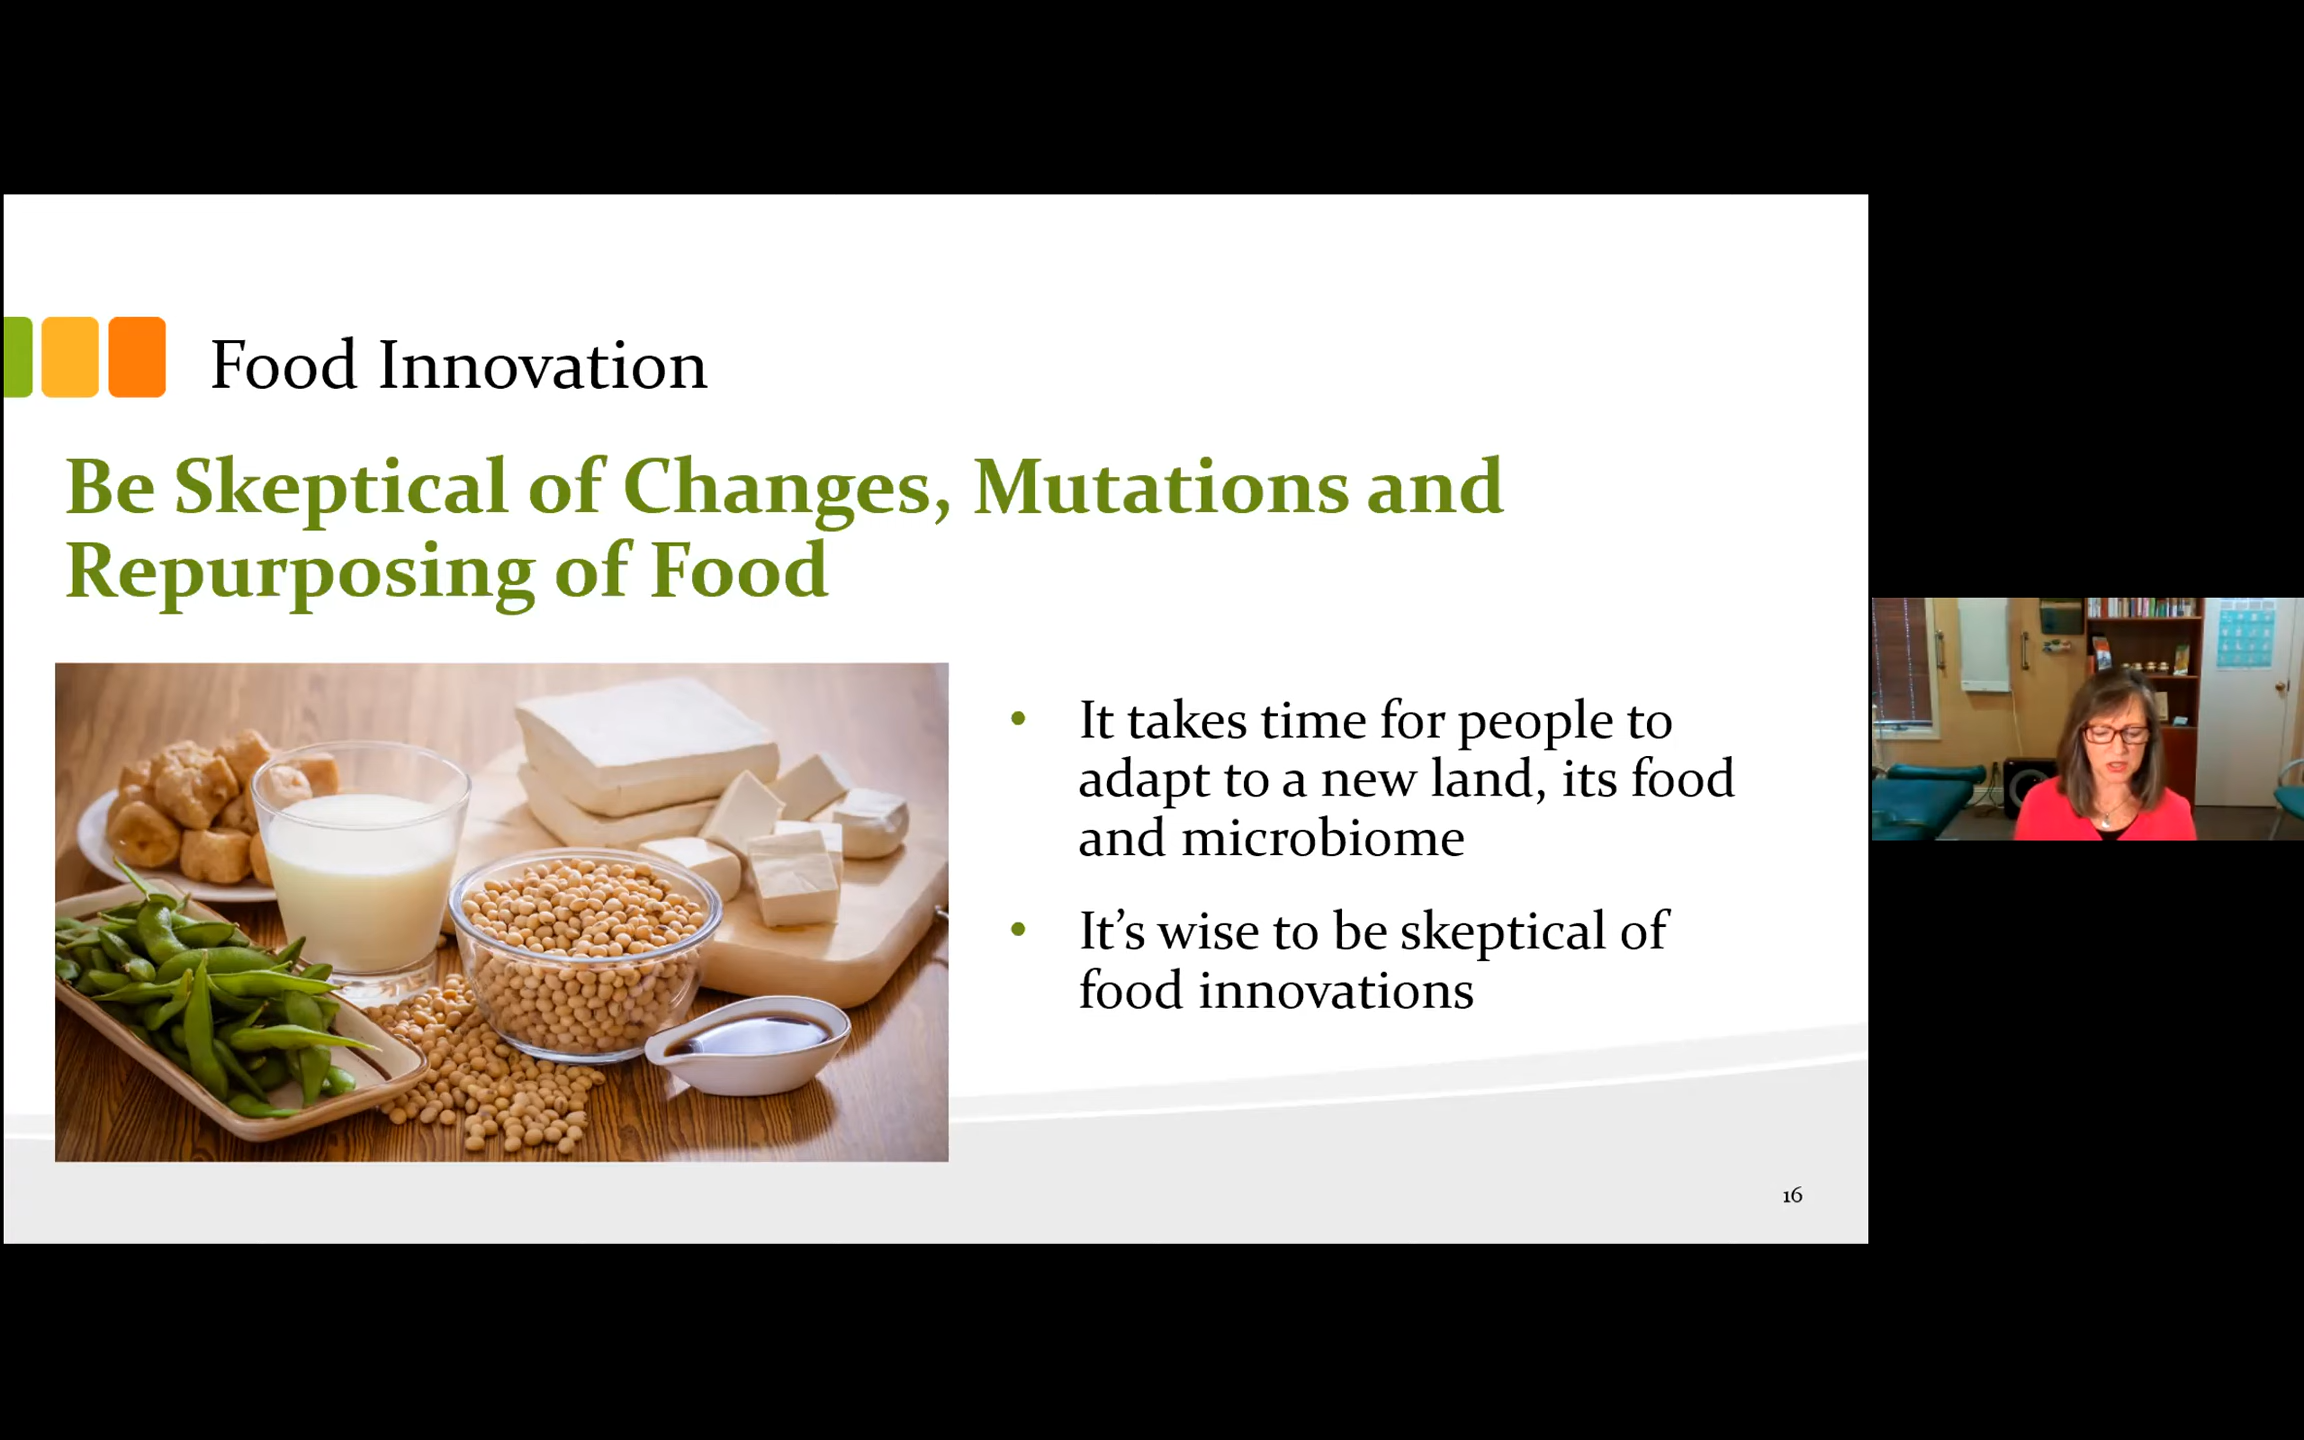 Food Innovation
Be Skeptical of Changes, Mutations and
Repurposing of Food
• It takes time for people to
adapt to a new land, its food
and microbiome
• It’s wise to be skeptical of
food innovations
16